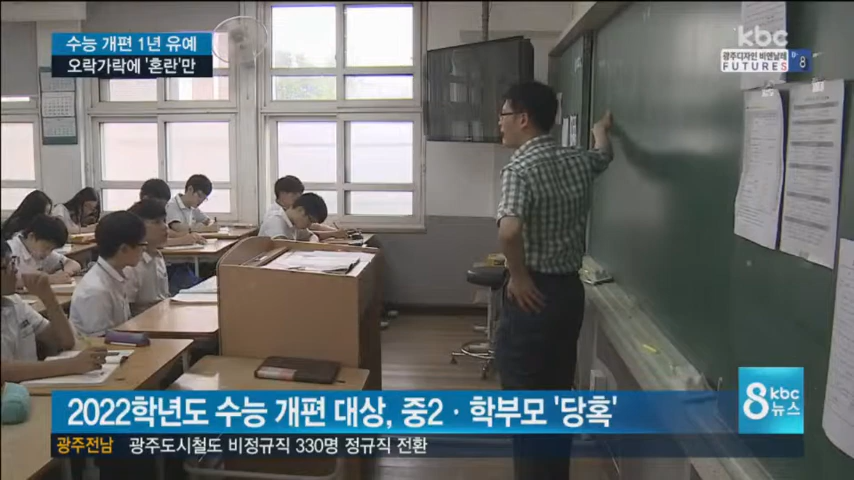 수능 개편 1년 유예
오락가락에 '혼란'만
kbc
광주디자인 비엔날레
FUTURES
8
2022학년도 수능 개편 대상, 중2 · 학부모 '당혹'
8 kbc
뉴스
광주전남 광주도시철도 비정규직 330명 정규직 전환